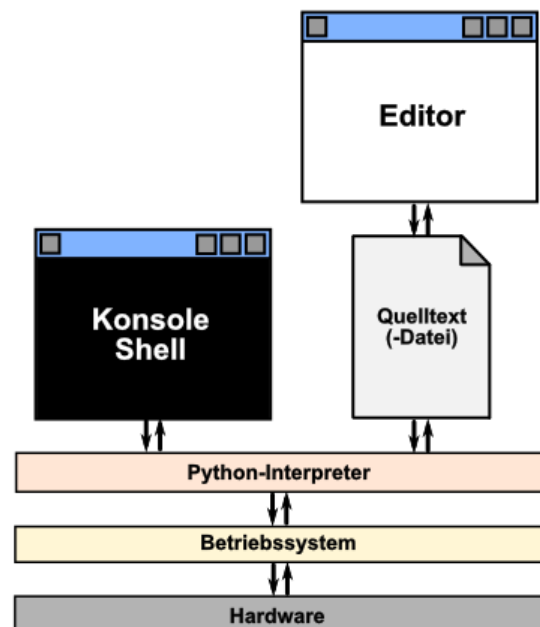 Editor
Konsole
Shell
Quelltext
(-Datei)
Python-Interpreter
Betriebssystem
Hardware